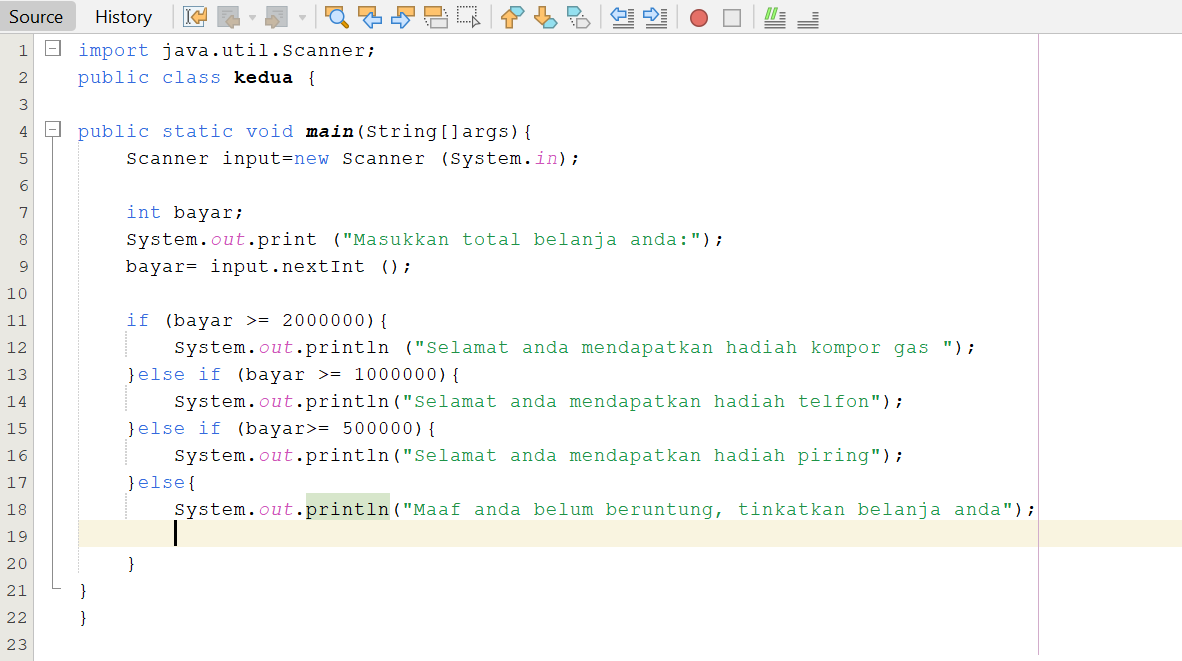 Source History
1 import java.util.Scanner;
2 public class kedua {
3
4 public static void main(String[]args){
5 Scanner input=new Scanner (System.in);
6
7 int bayar;
8 System.out.print ("Masukkan total belanja anda:");
9 bayar= input.nextInt ();
10
11 if (bayar >= 2000000){
12 System.out.println ("Selamat anda mendapatkan hadiah kompor gas ");
13 }else if (bayar >= 1000000){
14 System.out.println("Selamat anda mendapatkan hadiah telfon");
15 }else if (bayar>= 500000){
16 System.out.println("Selamat anda mendapatkan hadiah piring");
17 }else{
18 System.out.println("Maaf anda belum beruntung, tinkatkan belanja anda");
19
20 }
21 }
22 }
23